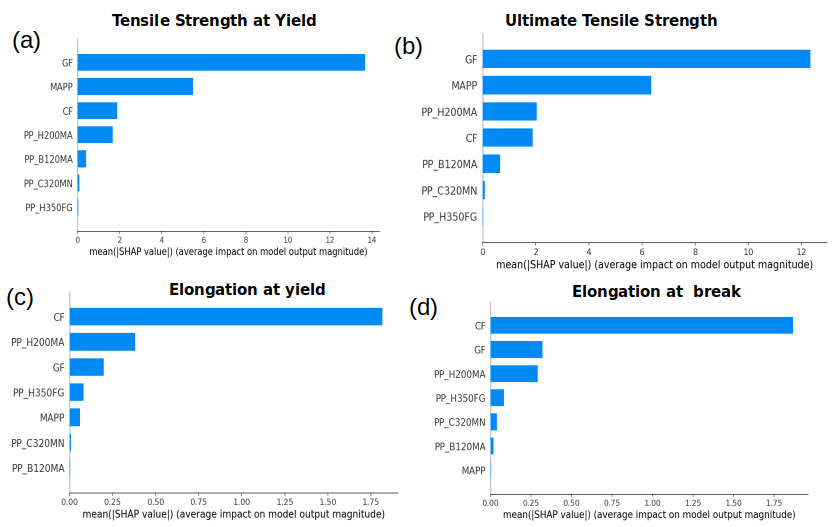 (a)
Tensile Strength at Yield
GF
MAPP
CF
PP_H200MA
PP_B120MA
PP_C320MN
PP_H350FG
0 2 4 6 8 10 12 14
mean(|SHAP value|) (average impact on model output magnitude)
(b)
Ultimate Tensile Strength
GF
MAPP
PP_H200MA
CF
PP_B120MA
PP_C320MN
PP_H350FG
0 2 4 6 8 10 12
mean(|SHAP value|) (average impact on model output magnitude)
(c)
Elongation at yield
CF
PP_H200MA
GF
PP_H350FG
MAPP
PP_C320MN
PP_B120MA
0.00 0.25 0.50 0.75 1.00 1.25 1.50 1.75
mean(|SHAP value|) (average impact on model output magnitude)
(d)
Elongation at break
CF
GF
PP_H200MA
PP_H350FG
PP_C320MN
PP_B120MA
MAPP
0.00 0.25 0.50 0.75 1.00 1.25 1.50 1.75
mean(|SHAP value|) (average impact on model output magnitude)